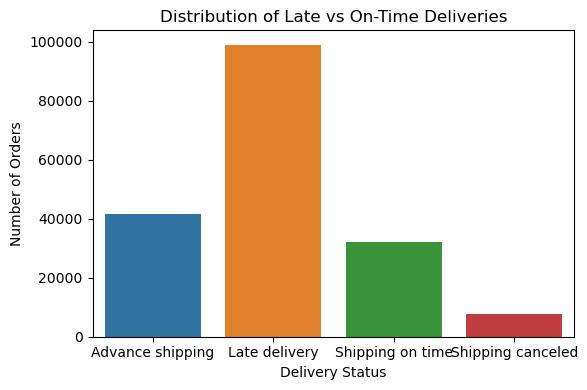 Distribution of Late vs On-Time Deliveries
100000
80000
60000
40000
20000
0
Number of Orders
Advance shipping
Late delivery
Shipping on time
Shipping canceled
Delivery Status